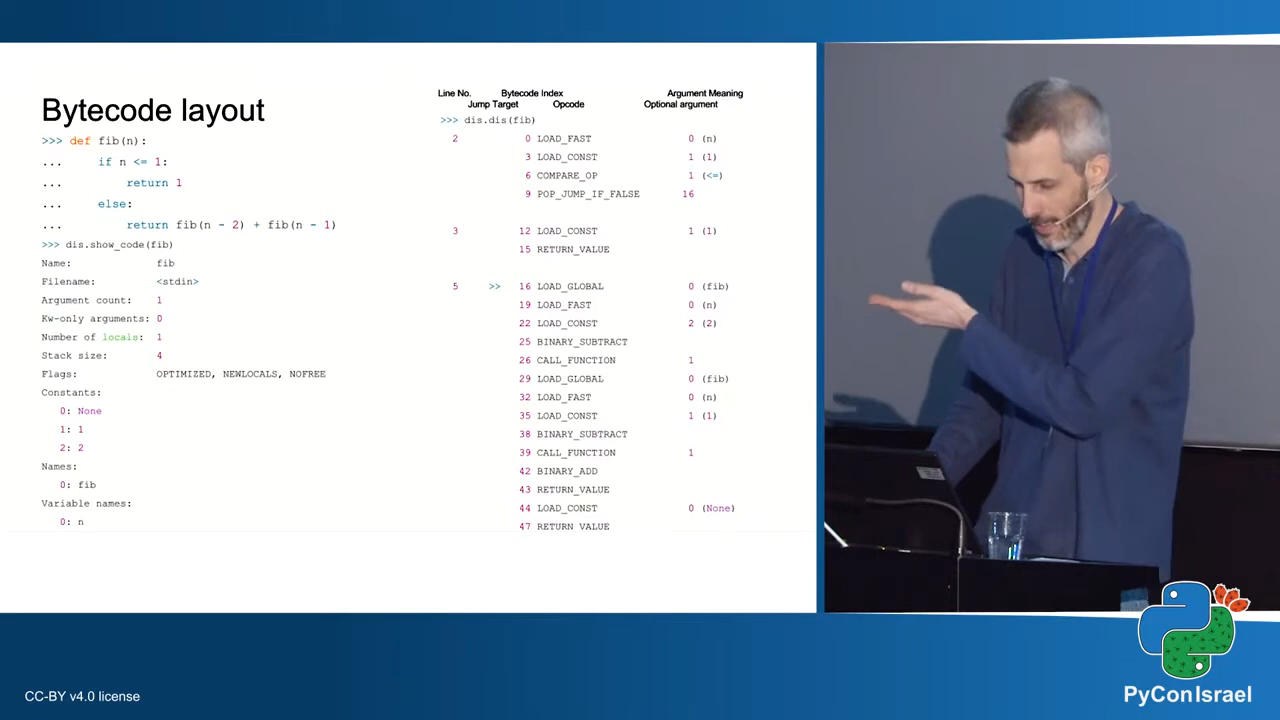 Bytecode layout
>>> def fib(n):
... if n <= 1:
... return 1
... else:
... return fib(n - 2) + fib(n - 1)
>>> dis.show_code(fib)
Name: fib
Filename: <stdin>
Argument count: 1
Kw-only arguments: 0
Number of locals: 1
Stack size: 4
Flags: OPTIMIZED, NEWLOCALS, NOFREE
Constants:
0: None
1: 1
2: 2
Names:
0: fib
Variable names:
0: n
Line No. Bytecode Index Argument Meaning
Jump Target Opcode Optional argument
>>> dis.dis(fib)
2 0 LOAD_FAST 0 (n)
3 LOAD_CONST 1 (1)
6 COMPARE_OP 1 (<=)
9 POP_JUMP_IF_FALSE 16
3 12 LOAD_CONST 1 (1)
15 RETURN_VALUE
5 >> 16 LOAD_GLOBAL 0 (fib)
19 LOAD_FAST 0 (n)
22 LOAD_CONST 2 (2)
25 BINARY_SUBTRACT
26 CALL_FUNCTION 1
29 LOAD_GLOBAL 0 (fib)
32 LOAD_FAST 0 (n)
35 LOAD_CONST 1 (1)
38 BINARY_SUBTRACT
39 CALL_FUNCTION 1
42 BINARY_ADD
43 RETURN_VALUE
44 LOAD_CONST 0 (None)
47 RETURN_VALUE
CC-BY v4.0 license
PyConIsrael